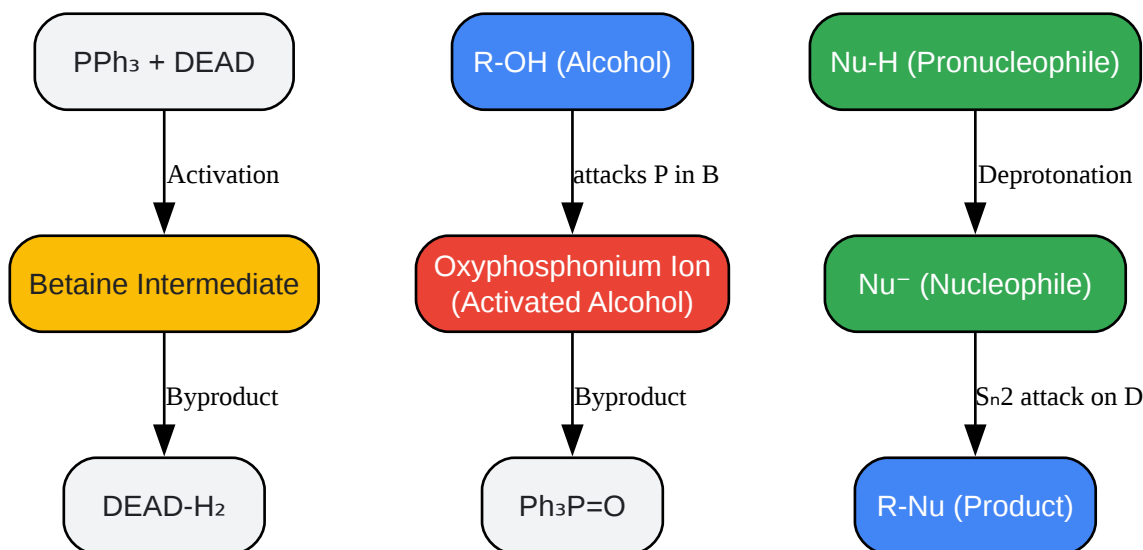 PPh₃ + DEAD
R-OH (Alcohol)
Nu-H (Pronucleophile)
Activation
attacks P in B
Deprotonation
Betaine Intermediate
Oxyphosphonium Ion
(Activated Alcohol)
Nu⁻ (Nucleophile)
Byproduct
Byproduct
Sₙ2 attack on D
DEAD-H₂
Ph₃P=O
R-Nu (Product)